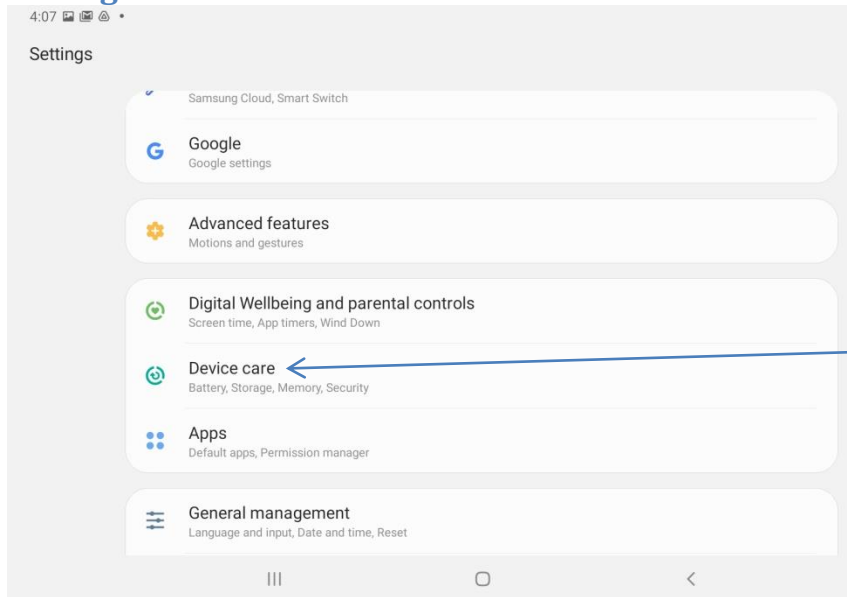 4:07
Settings
Samsung Cloud, Smart Switch
Google
Google settings
Advanced features
Motions and gestures
Digital Wellbeing and parental controls
Screen time, App timers, Wind Down
Device care
Battery, Storage, Memory, Security
Apps
Default apps, Permission manager
General management
Language and input, Date and time, Reset